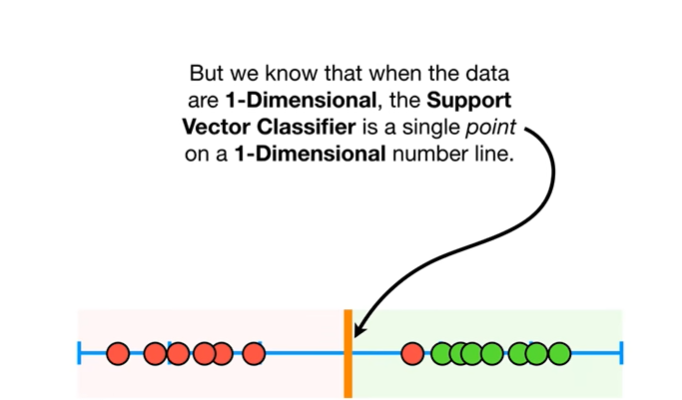 But we know that when the data
are 1-Dimensional, the Support
Vector Classifier is a single point
on a 1-Dimensional number line.